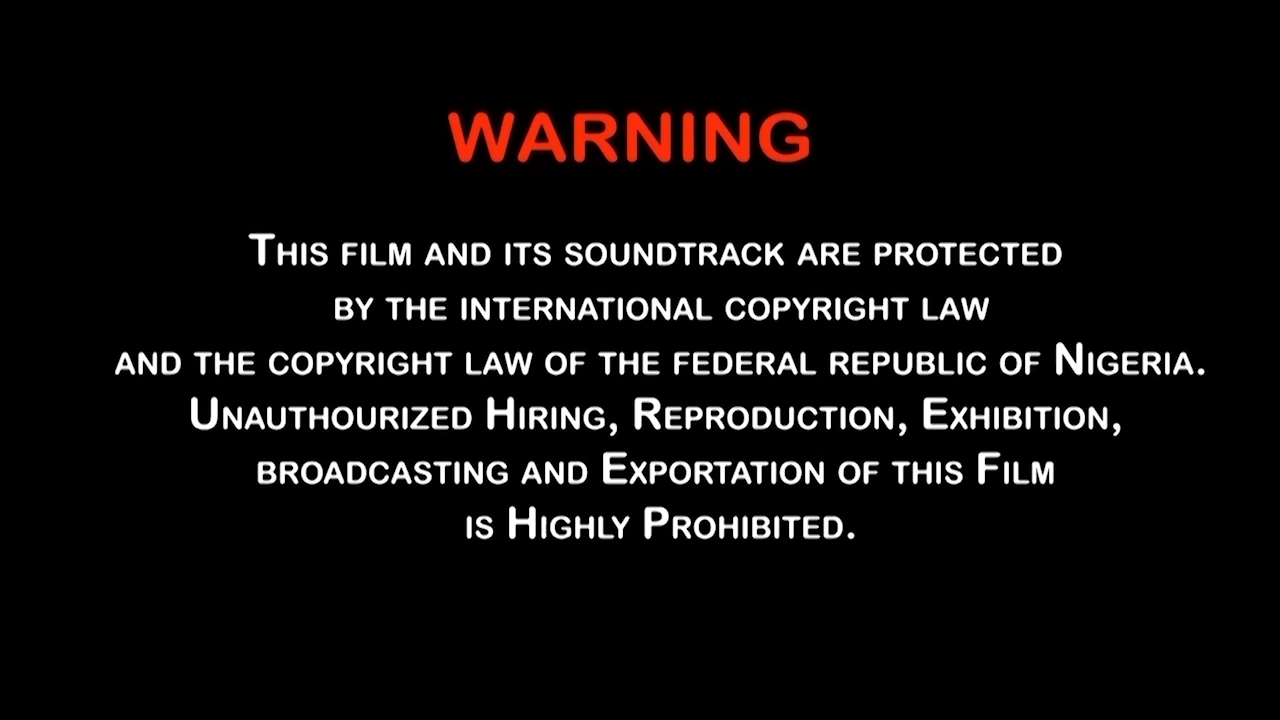 WARNING
This film and its soundtrack are protected
by the international copyright law
and the copyright law of the federal republic of Nigeria.
Unauthourized Hiring, Reproduction, Exhibition,
broadcasting and Exportation of this Film
is Highly Prohibited.